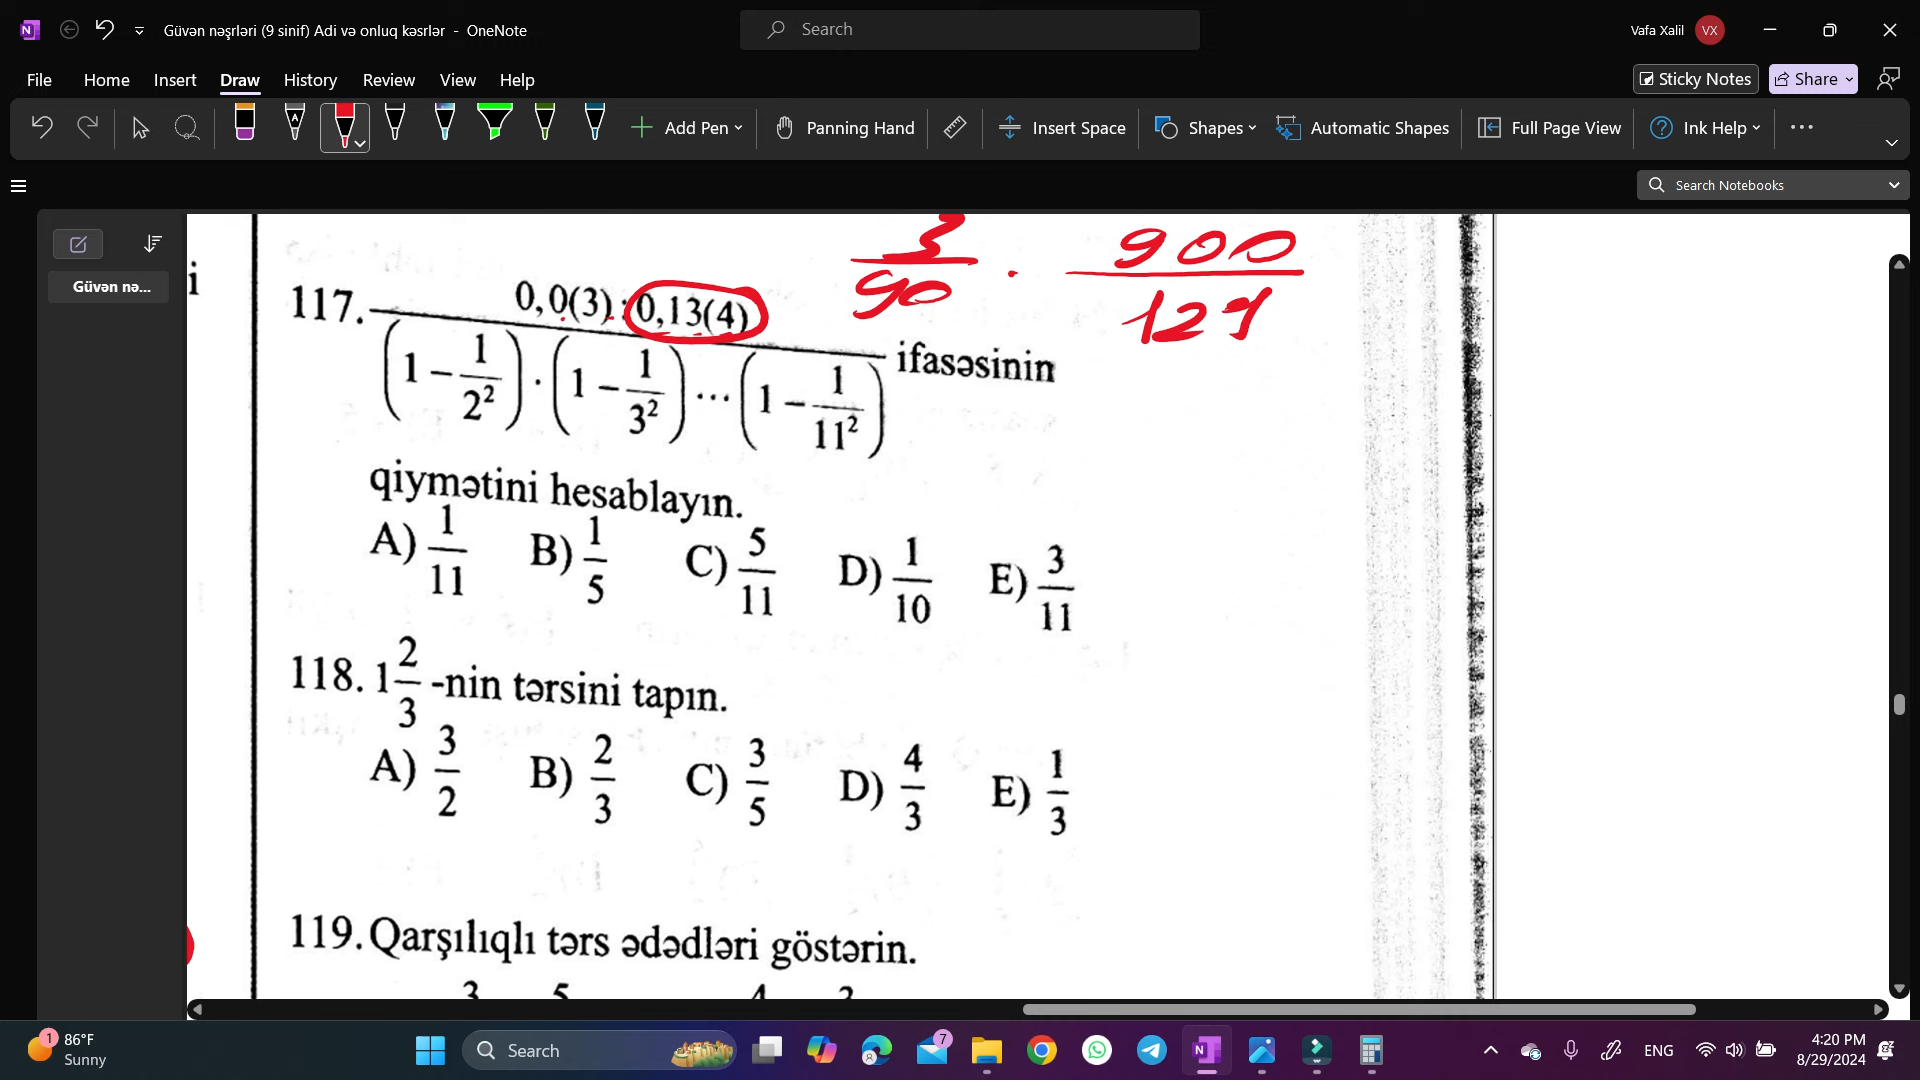 Güvən nəşrləri (9 sinif) Adi və onluq kəsrlər - OneNote
Search
Vafa Xalil
VX
File Home Insert Draw History Review View Help
Sticky Notes
Share
Add Pen
Panning Hand
Insert Space
Shapes
Automatic Shapes
Full Page View
Ink Help
Search Notebooks
Güvən nə...
i
3/90 · 900/121
117. (0,0(3) : 0,13(4)) / ((1 − 1/2²) · (1 − 1/3²) ... (1 − 1/11²)) ifasəsinin
qiymətini hesablayın.
A) 1/11 B) 1/5 C) 5/11 D) 1/10 E) 3/11
118. 1 2/3 -nin tərsini tapın.
A) 3/2 B) 2/3 C) 3/5 D) 4/3 E) 1/3
119. Qarşılıqlı tərs ədədləri göstərin.
1
86°F
Sunny
Search
7
ENG
4:20 PM
8/29/2024